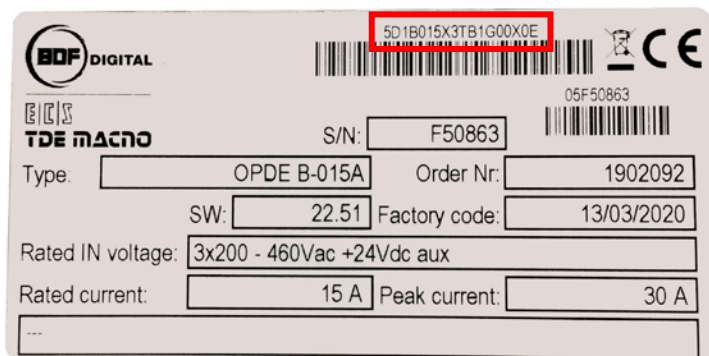 5D1B015X3TB1G00X0E
BDF DIGITAL
CE
05F50863
ECS
TDE MACNO
S/N: F50863
Type: OPDE B-015A Order Nr: 1902092
SW: 22.51 Factory code: 13/03/2020
Rated IN voltage: 3x200 - 460Vac +24Vdc aux
Rated current: 15 A Peak current: 30 A
---